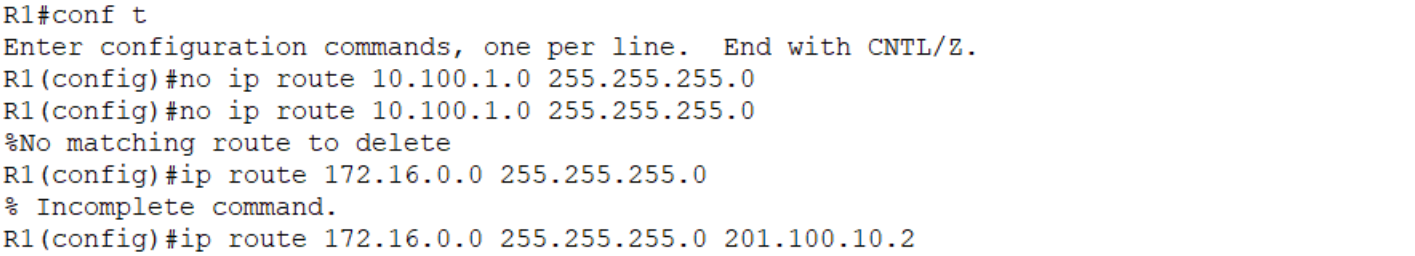 R1#conf t
Enter configuration commands, one per line.  End with CNTL/Z.
R1(config)#no ip route 10.100.1.0 255.255.255.0
R1(config)#no ip route 10.100.1.0 255.255.255.0
%No matching route to delete
R1(config)#ip route 172.16.0.0 255.255.255.0
% Incomplete command.
R1(config)#ip route 172.16.0.0 255.255.255.0 201.100.10.2